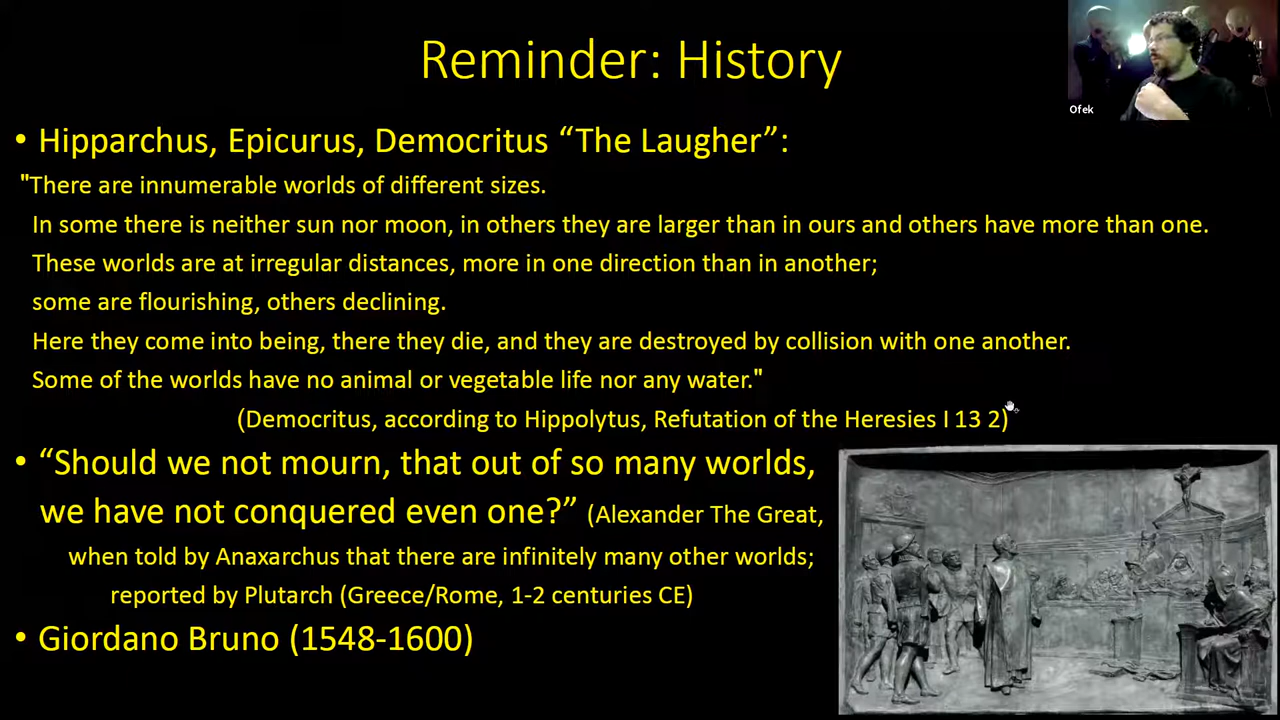 Reminder: History
Ofek
• Hipparchus, Epicurus, Democritus “The Laugher”:
"There are innumerable worlds of different sizes.
In some there is neither sun nor moon, in others they are larger than in ours and others have more than one.
These worlds are at irregular distances, more in one direction than in another;
some are flourishing, others declining.
Here they come into being, there they die, and they are destroyed by collision with one another.
Some of the worlds have no animal or vegetable life nor any water."
(Democritus, according to Hippolytus, Refutation of the Heresies I 13 2)
• “Should we not mourn, that out of so many worlds,
we have not conquered even one?” (Alexander The Great,
when told by Anaxarchus that there are infinitely many other worlds;
reported by Plutarch (Greece/Rome, 1-2 centuries CE)
• Giordano Bruno (1548-1600)